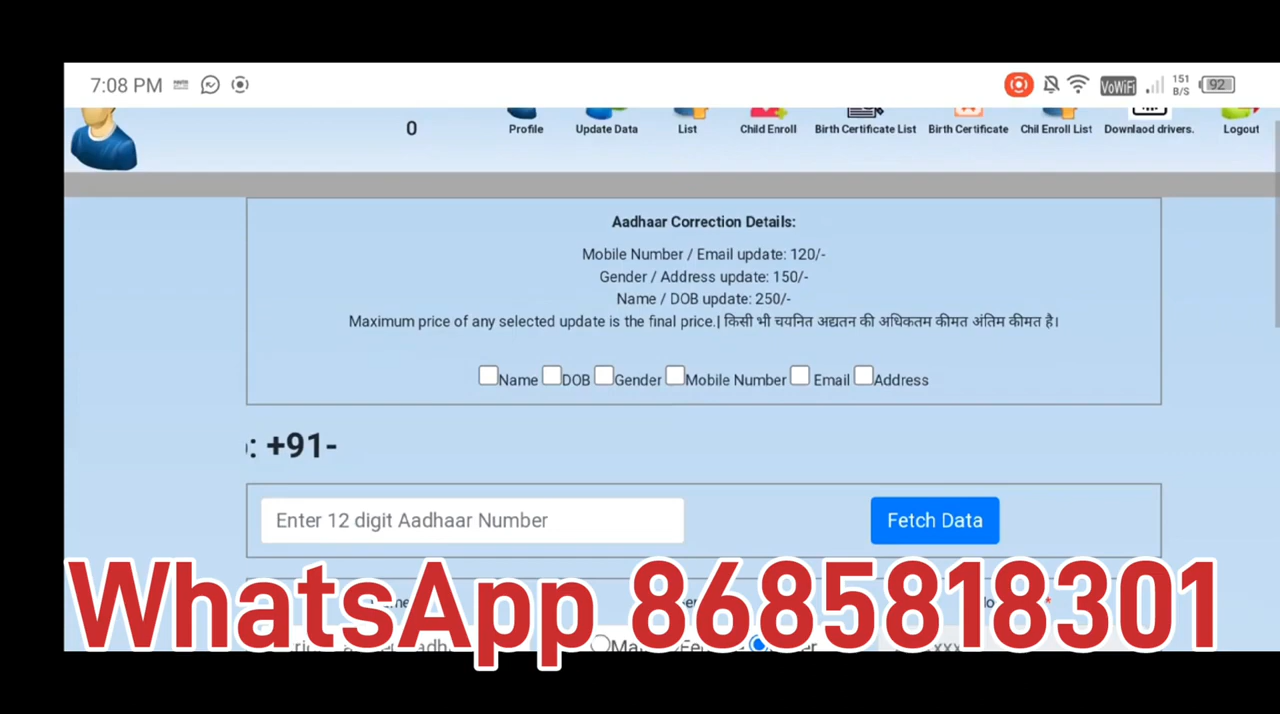 7:08 PM
VoWiFi 151 B/S 92
0 Profile Update Data List Child Enroll Birth Certificate List Birth Certificate Chil Enroll List Downlaod drivers. Logout
Aadhaar Correction Details:
Mobile Number / Email update: 120/-
Gender / Address update: 150/-
Name / DOB update: 250/-
Maximum price of any selected update is the final price.| किसी भी चयनित अद्यतन की अधिकतम कीमत अंतिम कीमत है।
Name DOB Gender Mobile Number Email Address
: +91-
Enter 12 digit Aadhaar Number Fetch Data
WhatsApp 8685818301